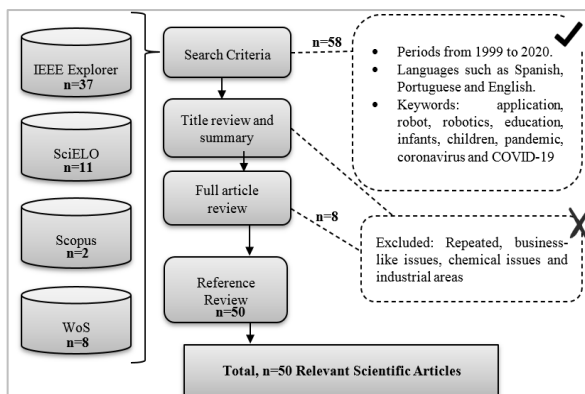 IEEE Explorer
n=37
SciELO
n=11
Scopus
n=2
WoS
n=8
Search Criteria
Title review and
summary
Full article
review
Reference
Review
n=50
Total, n=50 Relevant Scientific Articles
n=58
• Periods from 1999 to 2020.
• Languages such as Spanish,
Portuguese and English.
• Keywords: application,
robot, robotics, education,
infants, children, pandemic,
coronavirus and COVID-19
n=8
Excluded: Repeated, business-
like issues, chemical issues and
industrial areas